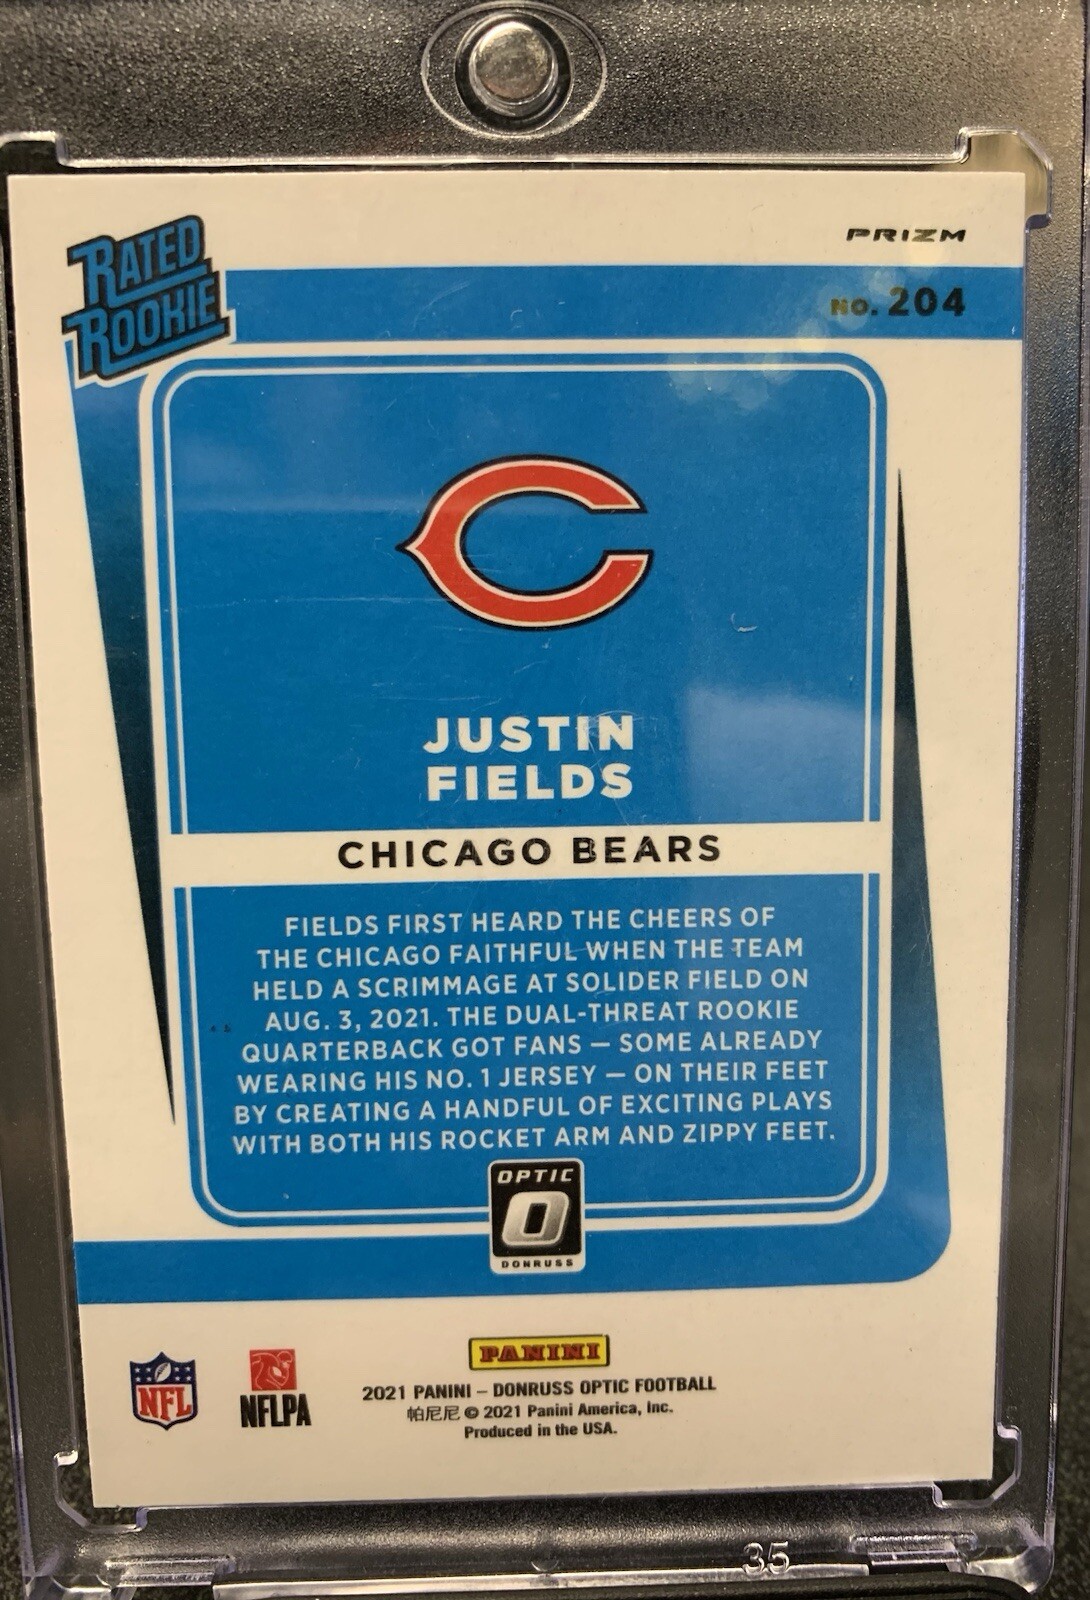 RATED
ROOKIE
PRIZM
NO. 204
JUSTIN
FIELDS
CHICAGO BEARS
FIELDS FIRST HEARD THE CHEERS OF
THE CHICAGO FAITHFUL WHEN THE TEAM
HELD A SCRIMMAGE AT SOLIDER FIELD ON
AUG. 3, 2021. THE DUAL-THREAT ROOKIE
QUARTERBACK GOT FANS — SOME ALREADY
WEARING HIS NO. 1 JERSEY — ON THEIR FEET
BY CREATING A HANDFUL OF EXCITING PLAYS
WITH BOTH HIS ROCKET ARM AND ZIPPY FEET.
OPTIC
O
DONRUSS
PANINI
NFL
NFLPA
2021 PANINI – DONRUSS OPTIC FOOTBALL
帕尼尼 © 2021 Panini America, Inc.
Produced in the USA.
35